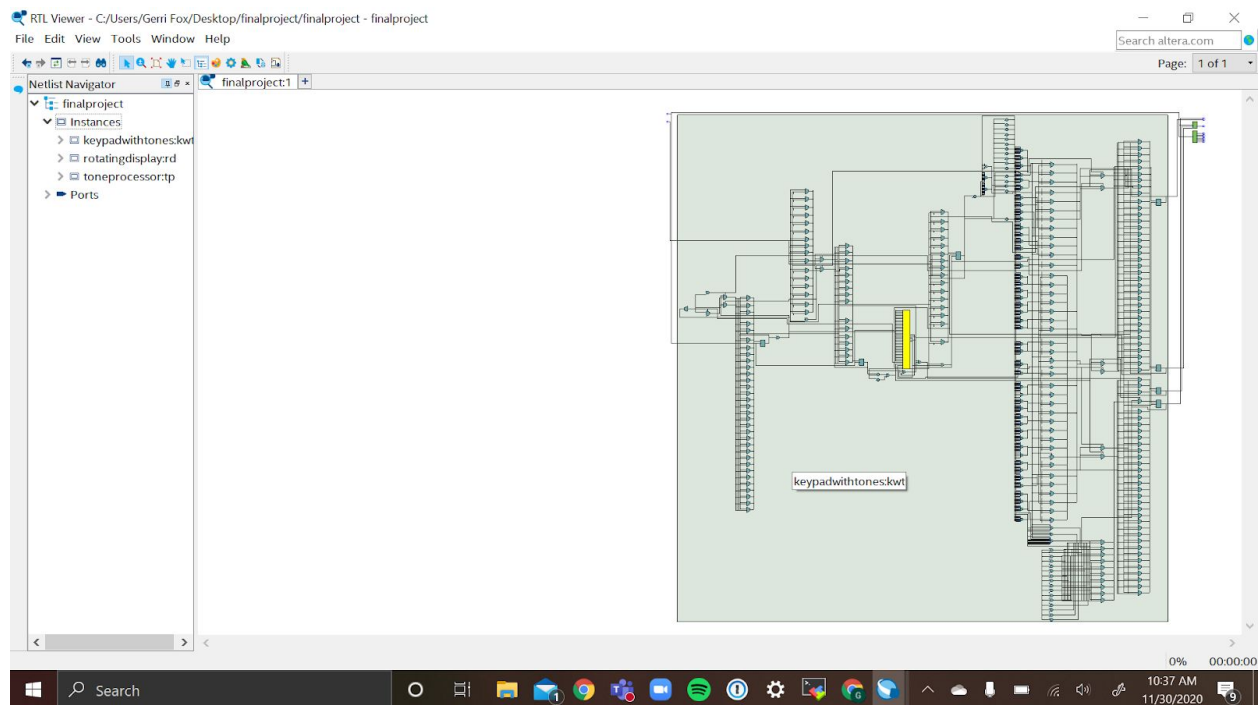 RTL Viewer - C:/Users/Gerri Fox/Desktop/finalproject/finalproject - finalproject
File Edit View Tools Window Help
Search altera.com
Page: 1 of 1
Netlist Navigator
finalproject:1
finalproject
Instances
keypadwithtones:kwt
rotatingdisplay:rd
toneprocessor:tp
Ports
keypadwithtones:kwt
0% 00:00:00
Search
10:37 AM
11/30/2020
1
9